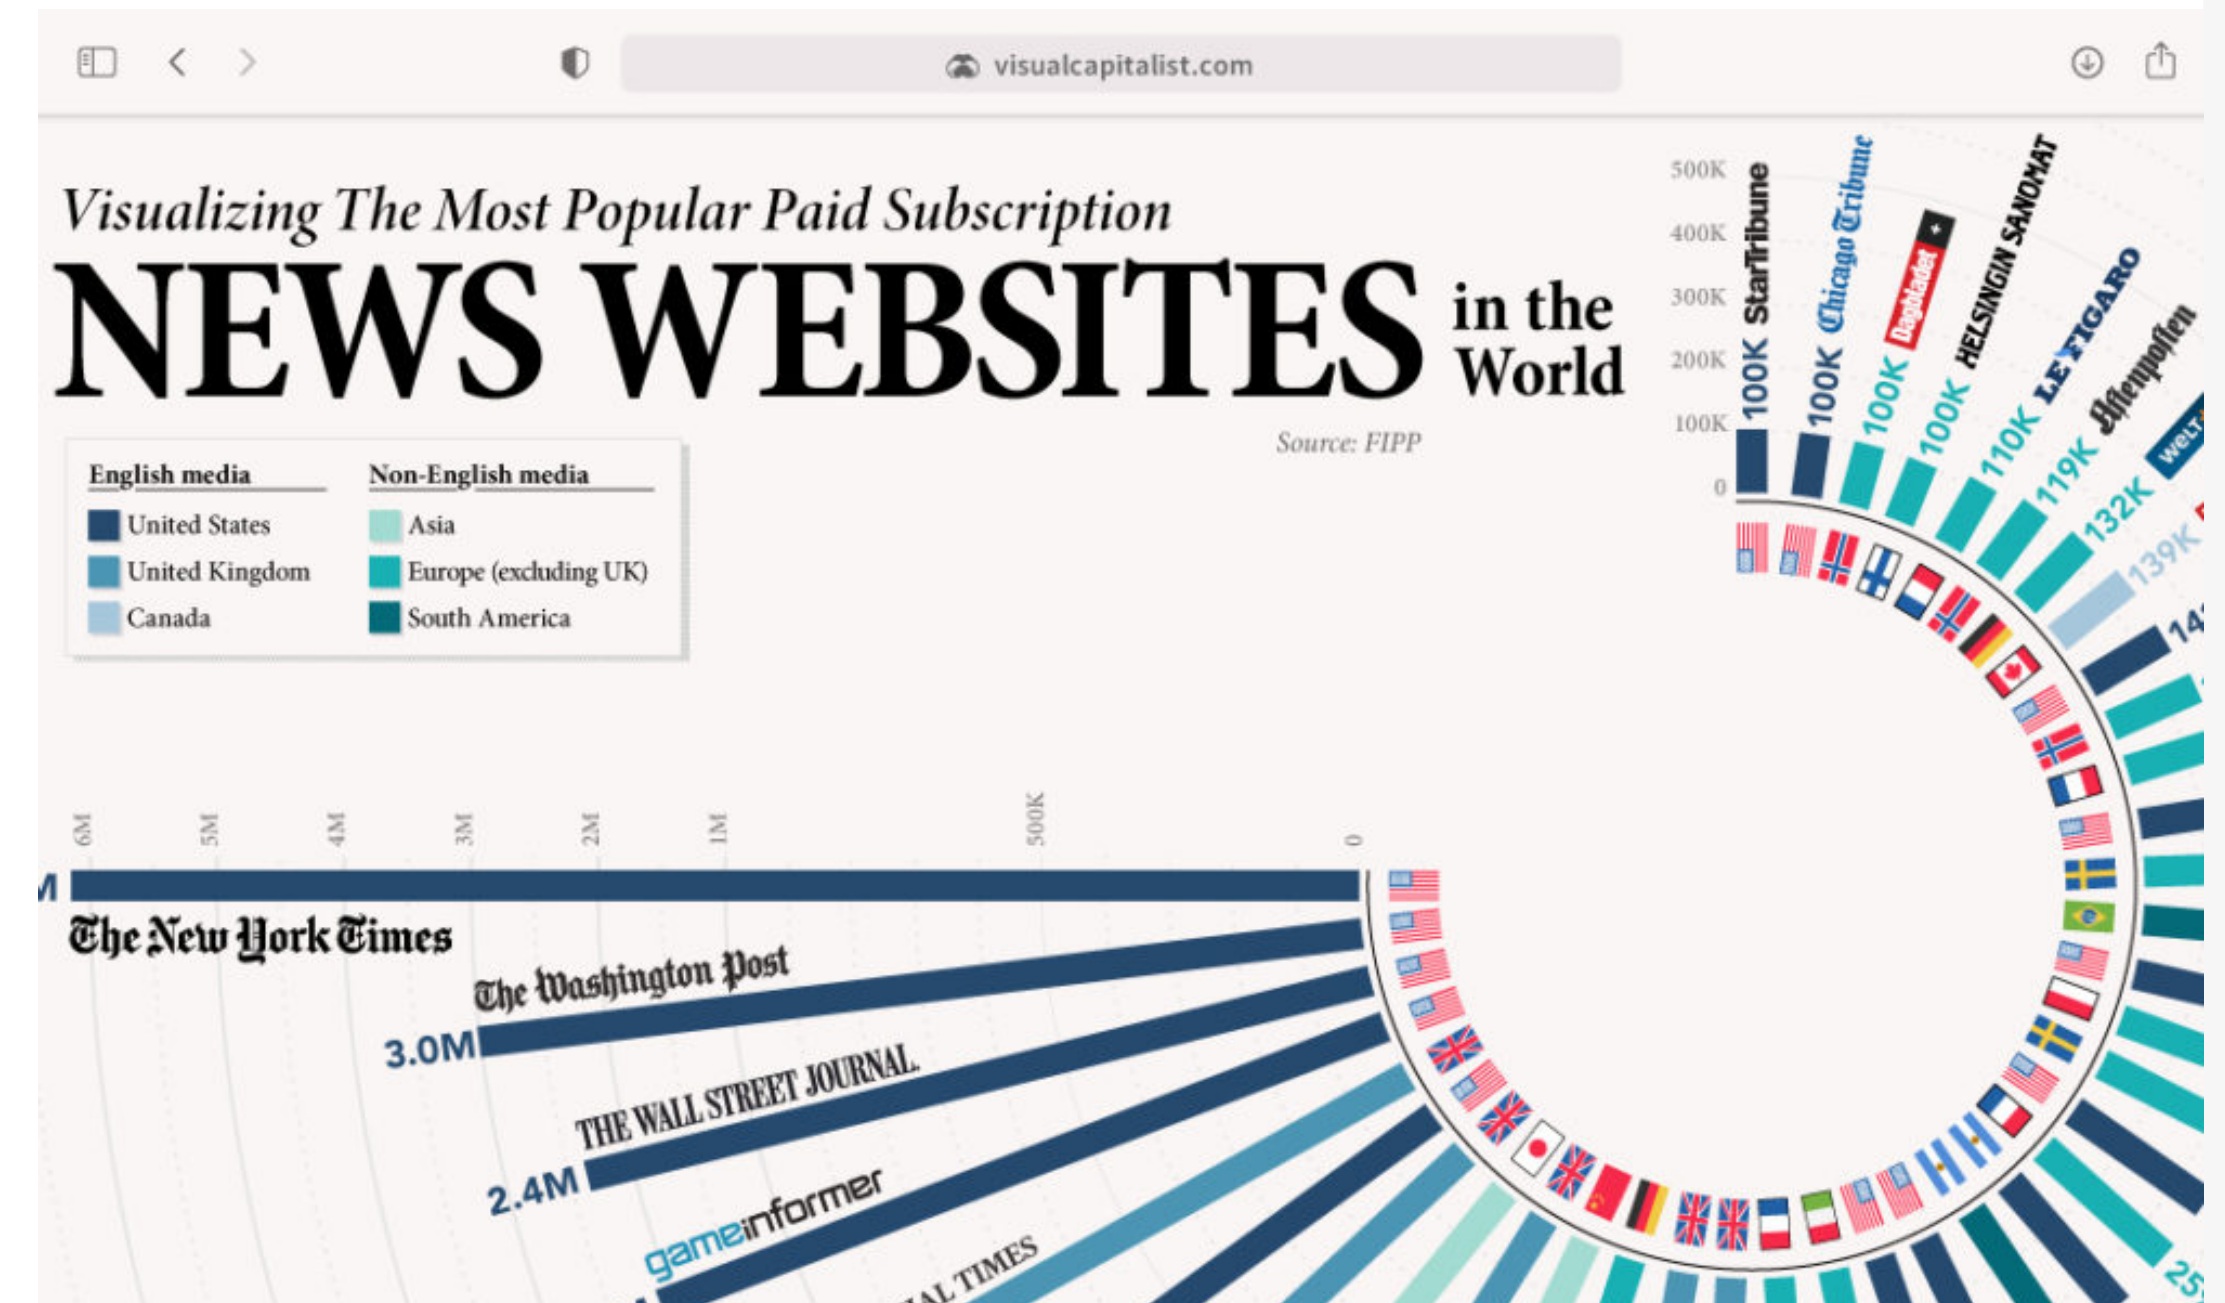 visualcapitalist.com
Visualizing The Most Popular Paid Subscription
NEWS WEBSITES in the World
Source: FIPP
English media
United States
United Kingdom
Canada
Non-English media
Asia
Europe (excluding UK)
South America
500K
400K
300K
200K
100K
0
100K StarTribune
100K Chicago Tribune
100K Dagbladet +
100K HELSINGIN SANOMAT
110K LE FIGARO
119K Aftenposten
132K WELT+
139K
6M
5M
4M
3M
2M
1M
500K
0
M
The New York Times
The Washington Post
3.0M
THE WALL STREET JOURNAL.
2.4M
gameinformer
TIMES